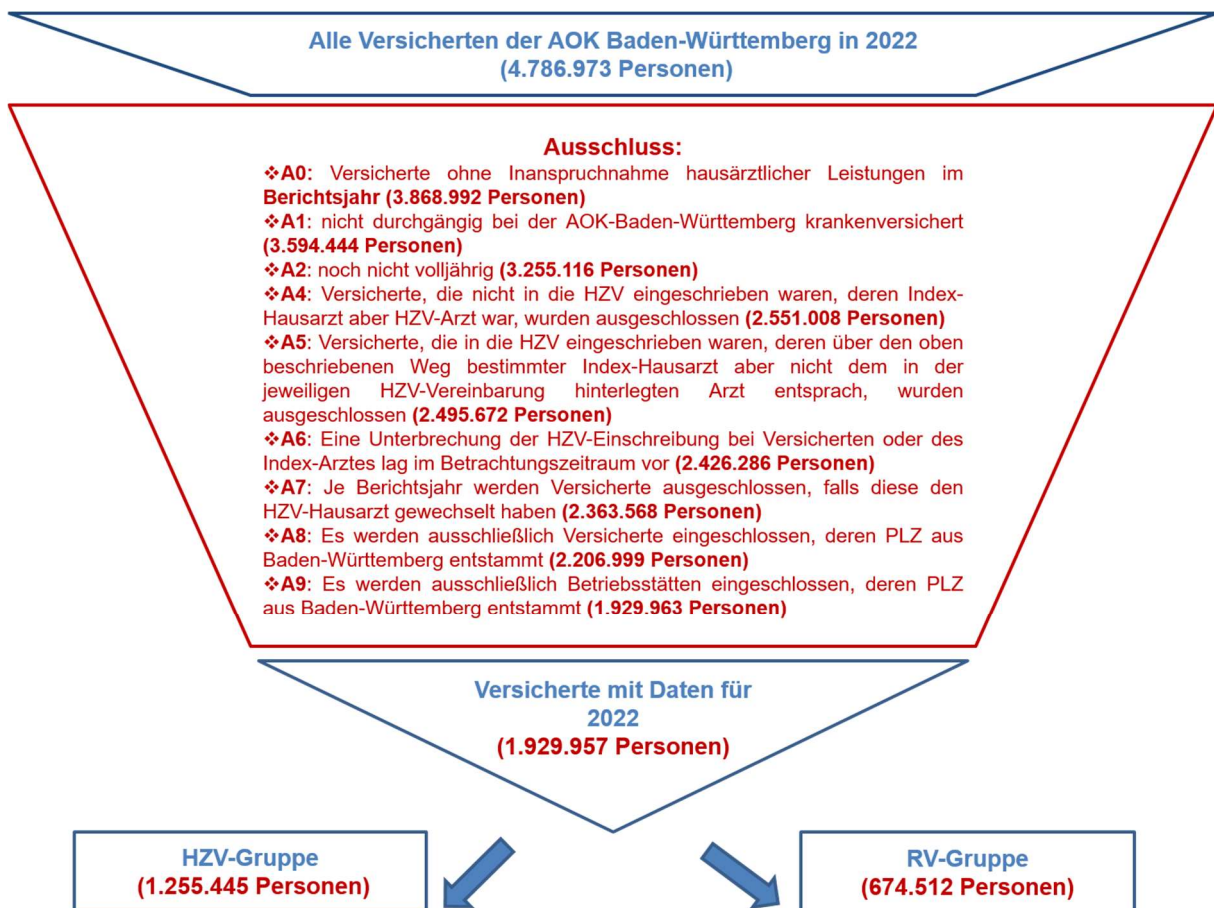 Alle Versicherten der AOK Baden-Württemberg in 2022
(4.786.973 Personen)
Ausschluss:
❖A0: Versicherte ohne Inanspruchnahme hausärztlicher Leistungen im
Berichtsjahr (3.868.992 Personen)
❖A1: nicht durchgängig bei der AOK-Baden-Württemberg krankenversichert
(3.594.444 Personen)
❖A2: noch nicht volljährig (3.255.116 Personen)
❖A4: Versicherte, die nicht in die HZV eingeschrieben waren, deren Index-
Hausarzt aber HZV-Arzt war, wurden ausgeschlossen (2.551.008 Personen)
❖A5: Versicherte, die in die HZV eingeschrieben waren, deren über den oben
beschriebenen Weg bestimmter Index-Hausarzt aber nicht dem in der
jeweiligen HZV-Vereinbarung hinterlegten Arzt entsprach, wurden
ausgeschlossen (2.495.672 Personen)
❖A6: Eine Unterbrechung der HZV-Einschreibung bei Versicherten oder des
Index-Arztes lag im Betrachtungszeitraum vor (2.426.286 Personen)
❖A7: Je Berichtsjahr werden Versicherte ausgeschlossen, falls diese den
HZV-Hausarzt gewechselt haben (2.363.568 Personen)
❖A8: Es werden ausschließlich Versicherte eingeschlossen, deren PLZ aus
Baden-Württemberg entstammt (2.206.999 Personen)
❖A9: Es werden ausschließlich Betriebsstätten eingeschlossen, deren PLZ
aus Baden-Württemberg entstammt (1.929.963 Personen)
Versicherte mit Daten für
2022
(1.929.957 Personen)
HZV-Gruppe
(1.255.445 Personen)
RV-Gruppe
(674.512 Personen)